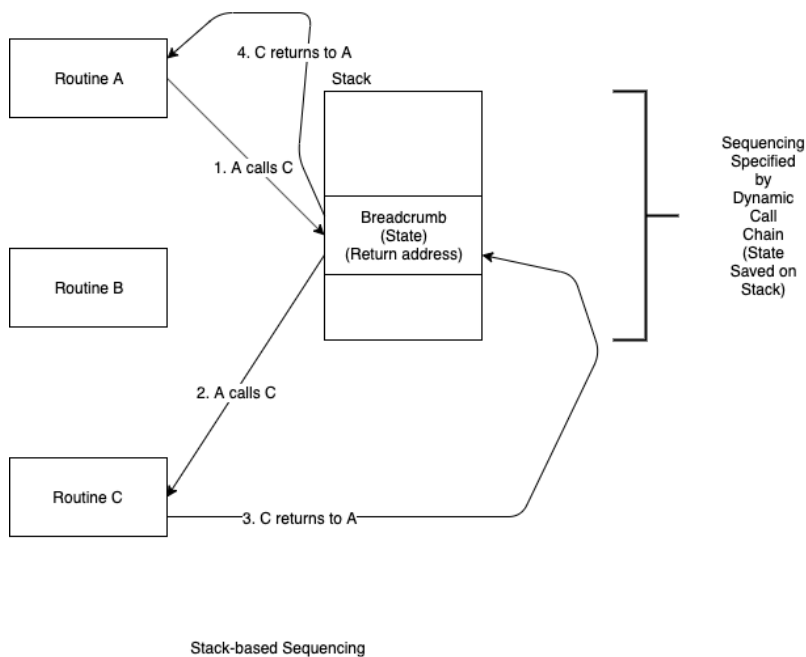 4. C returns to A
Routine A
Stack
1. A calls C
Sequencing
Specified
by
Dynamic
Call
Chain
(State
Saved on
Stack)
Breadcrumb
(State)
(Return address)
Routine B
2. A calls C
Routine C
3. C returns to A
Stack-based Sequencing